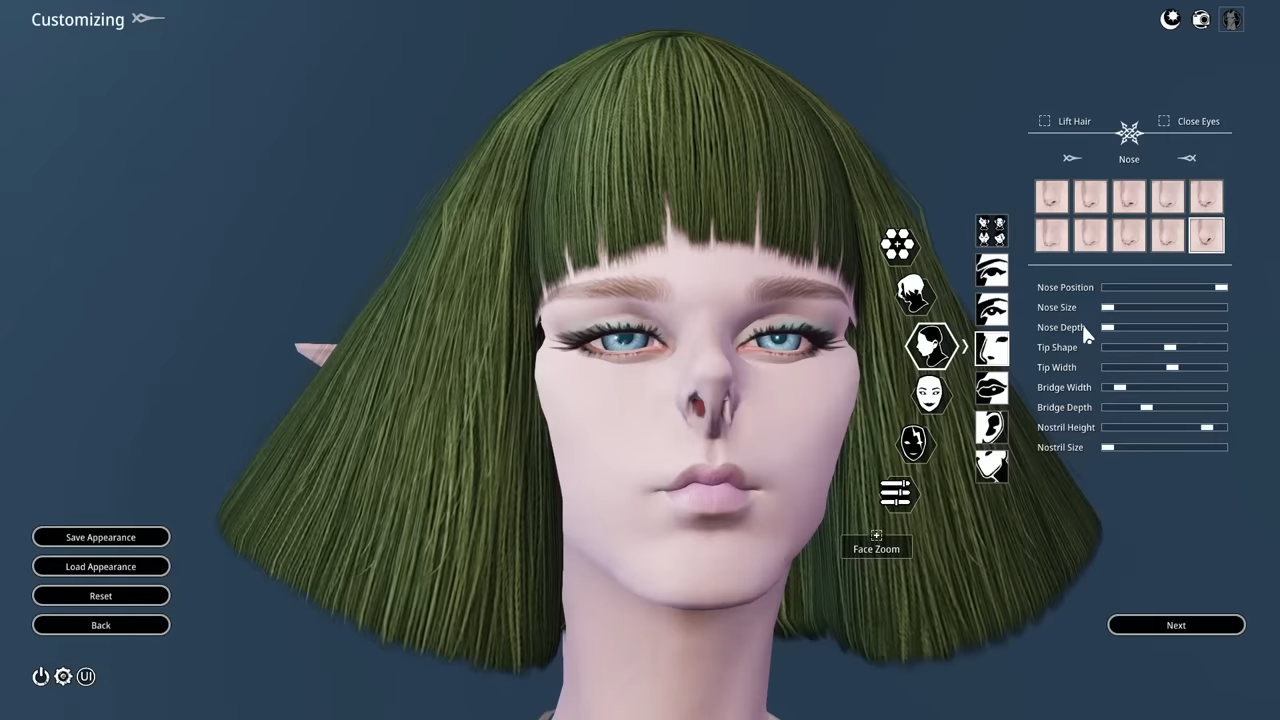 Customizing
Lift Hair
Close Eyes
Nose
Nose Position
Nose Size
Nose Depth
Tip Shape
Tip Width
Bridge Width
Bridge Depth
Nostril Height
Nostril Size
Face Zoom
Save Appearance
Load Appearance
Reset
Back
Next
UI